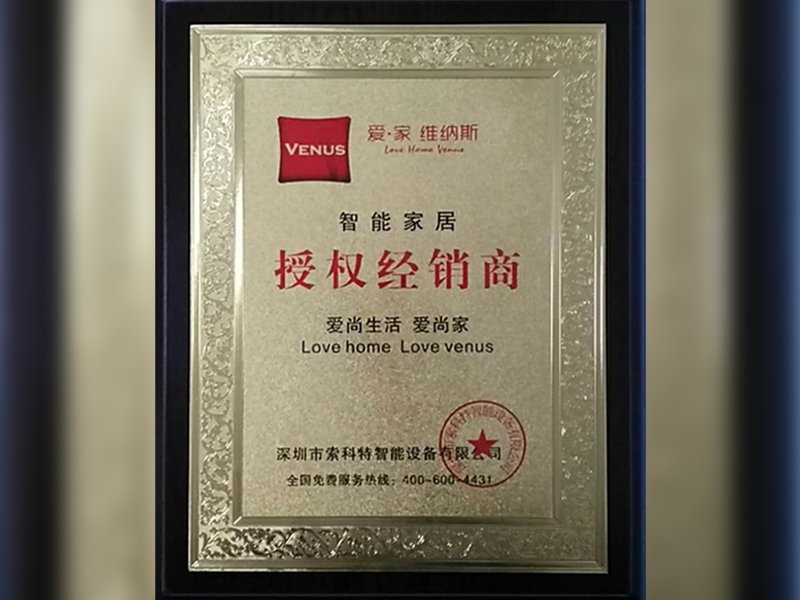 VENUS
爱·家 维纳斯
Love Home Venus
智能家居
授权经销商
爱尚生活 爱尚家
Love home Love venus
深圳市索科特智能设备有限公司
全国免费服务热线：400-600-4431